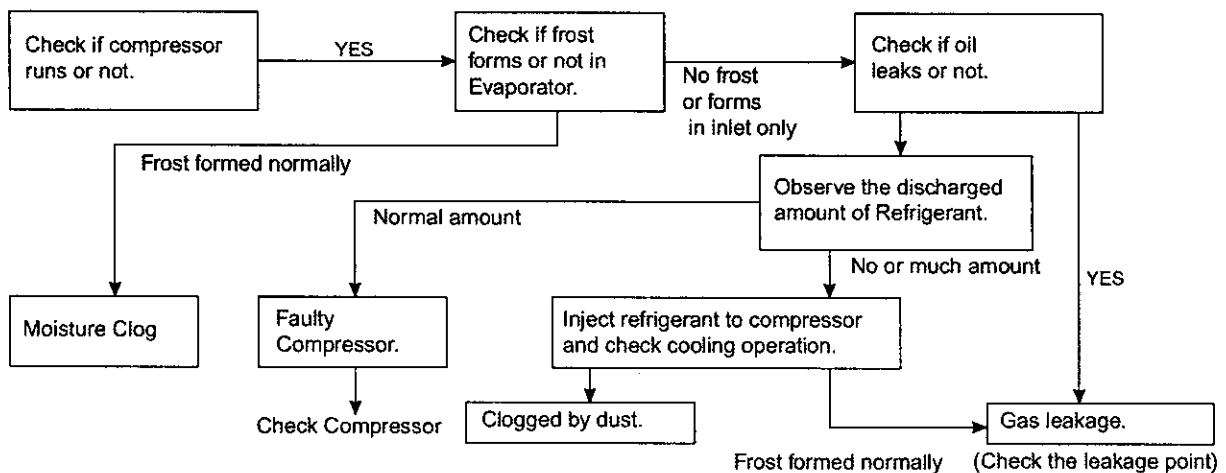 Check if compressor
runs or not.
YES
Check if frost
forms or not in
Evaporator.
No frost
or forms
in inlet only
Check if oil
leaks or not.
Frost formed normally
Observe the discharged
amount of Refrigerant.
Normal amount
No or much amount
YES
Moisture Clog
Faulty
Compressor.
Inject refrigerant to compressor
and check cooling operation.
Check Compressor
Clogged by dust.
Gas leakage.
Frost formed normally
(Check the leakage point)